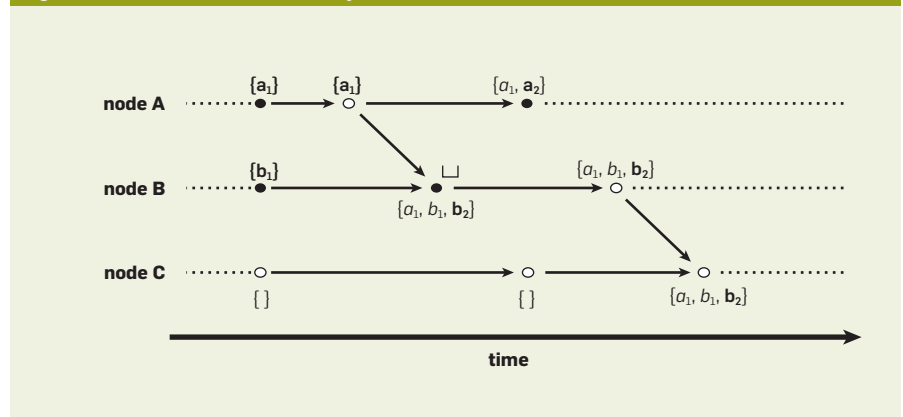 {a₁} {a₁} {a₁, a₂}
node A
{b₁} ⊔ {a₁, b₁, b₂}
node B
{a₁, b₁, b₂}
node C
{ } { } {a₁, b₁, b₂}
time